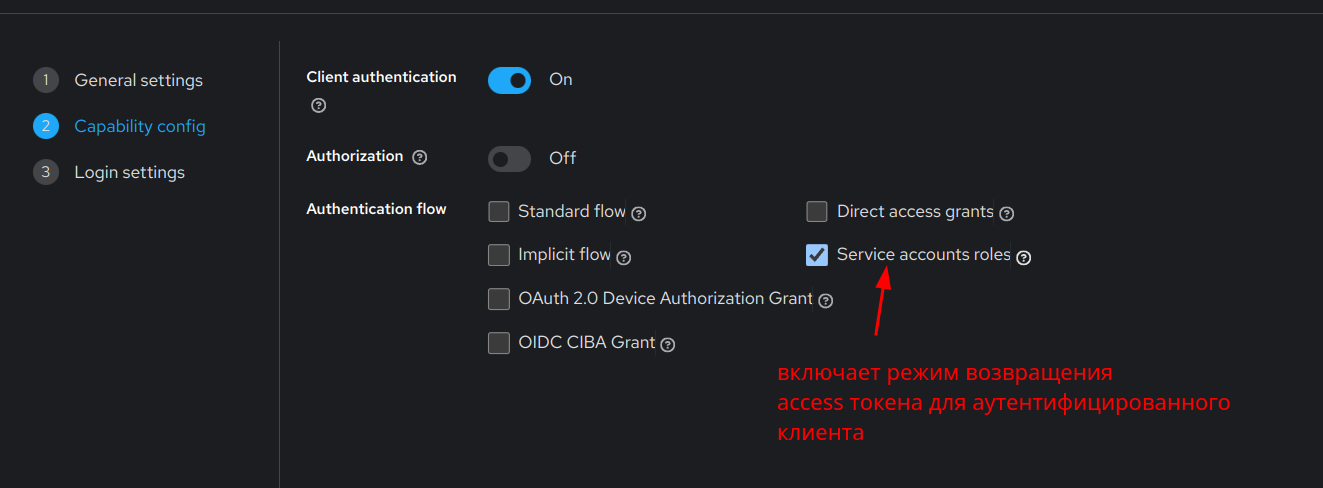 1 General settings
2 Capability config
3 Login settings
Client authentication
On
Authorization
Off
Authentication flow
Standard flow
Direct access grants
Implicit flow
Service accounts roles
OAuth 2.0 Device Authorization Grant
OIDC CIBA Grant
включает режим возвращения
access токена для аутентифицированного
клиента